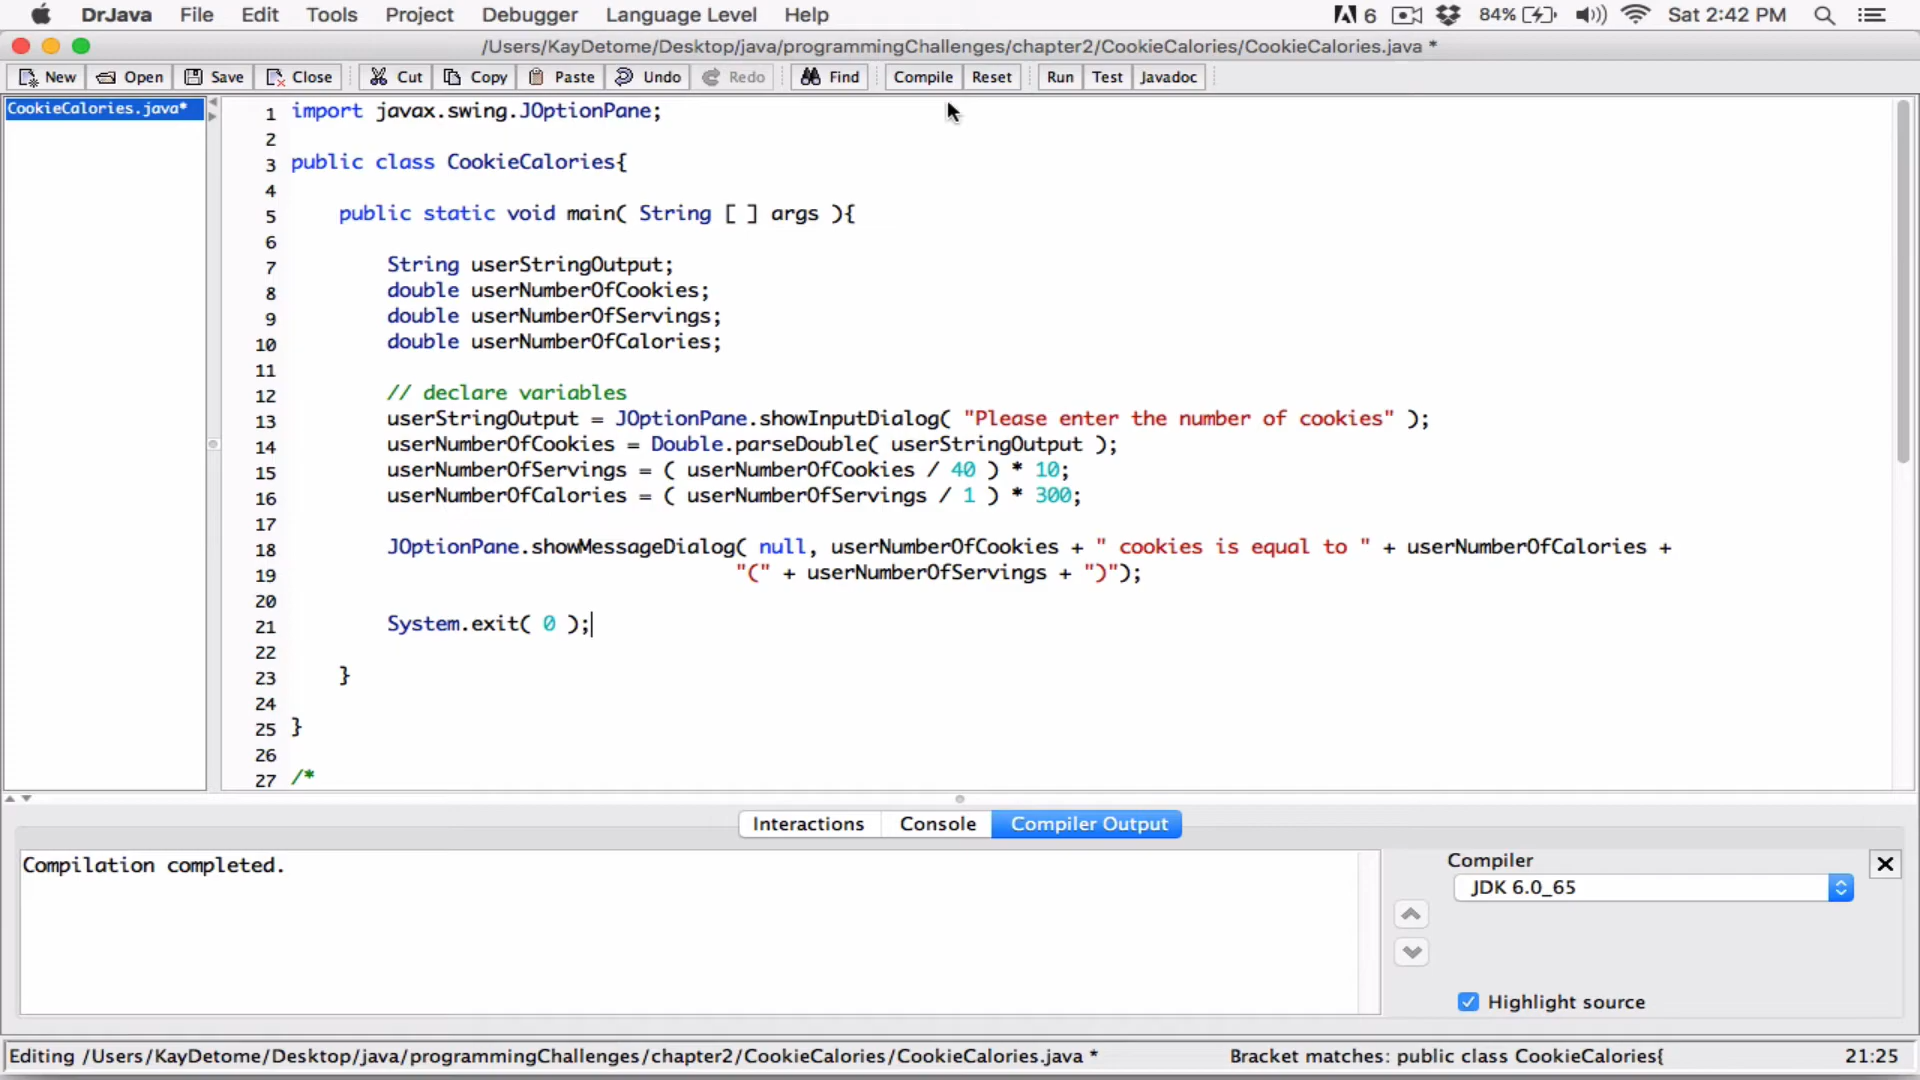 DrJava File Edit Tools Project Debugger Language Level Help 6 84% Sat 2:42 PM
/Users/KayDetome/Desktop/java/programmingChallenges/chapter2/CookieCalories/CookieCalories.java *
New Open Save Close Cut Copy Paste Undo Redo Find Compile Reset Run Test Javadoc
CookieCalories.java*
1 import javax.swing.JOptionPane;
2
3 public class CookieCalories{
4
5 public static void main( String [ ] args ){
6
7 String userStringOutput;
8 double userNumberOfCookies;
9 double userNumberOfServings;
10 double userNumberOfCalories;
11
12 // declare variables
13 userStringOutput = JOptionPane.showInputDialog( "Please enter the number of cookies" );
14 userNumberOfCookies = Double.parseDouble( userStringOutput );
15 userNumberOfServings = ( userNumberOfCookies / 40 ) * 10;
16 userNumberOfCalories = ( userNumberOfServings / 1 ) * 300;
17
18 JOptionPane.showMessageDialog( null, userNumberOfCookies + " cookies is equal to " + userNumberOfCalories +
19 "(" + userNumberOfServings + ")");
20
21 System.exit( 0 );
22
23 }
24
25 }
26
27 /*
Interactions Console Compiler Output
Compilation completed.
Compiler
JDK 6.0_65
Highlight source
Editing /Users/KayDetome/Desktop/java/programmingChallenges/chapter2/CookieCalories/CookieCalories.java * Bracket matches: public class CookieCalories{ 21:25